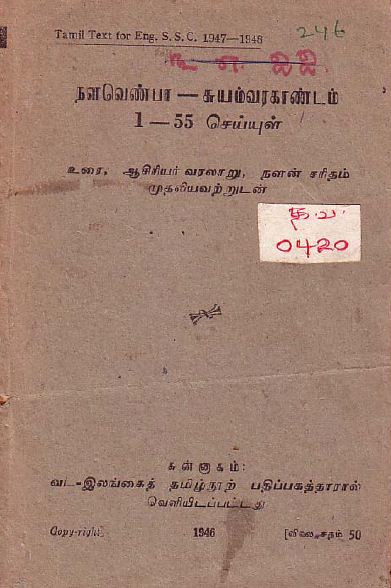 Tamil Text for Eng. S. S. C. 1947—1948
246
நளவெண்பா — சுயம்வரகாண்டம்
1 — 55 செய்யுள்
உரை, ஆசிரியர் வரலாறு, நளன் சரிதம்
முதலியவற்றுடன்
த. வ.
0420
சுன்னாகம்:
வட-இலங்கைத் தமிழ்நூற் பதிப்பகத்தாரால்
வெளியிடப்பட்டது
Copy-right] 1946 [விலை சதம் 50